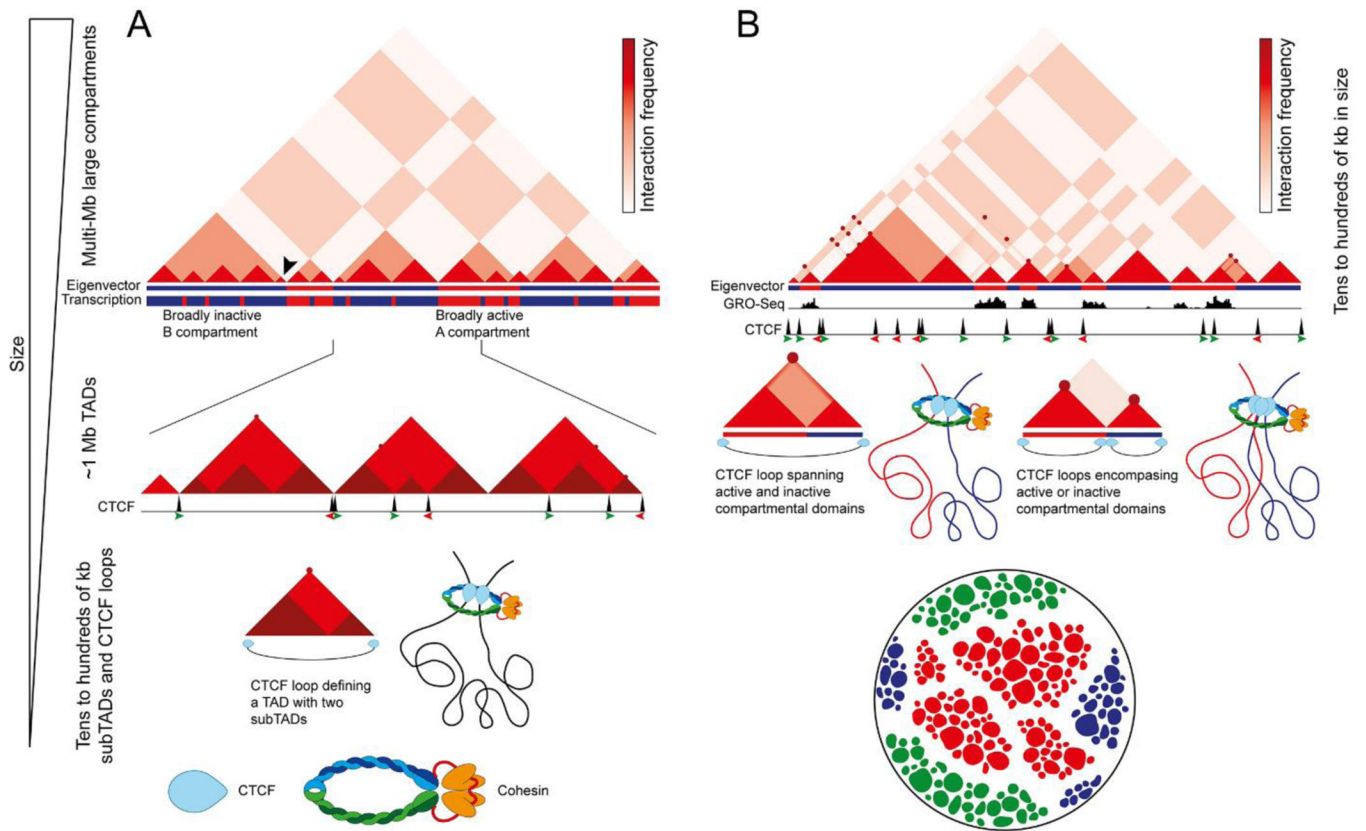 A
Size
Multi-Mb large compartments
Interaction frequency
Eigenvector
Transcription
Broadly inactive
B compartment
Broadly active
A compartment
~1 Mb TADs
CTCF
Tens to hundreds of kb
subTADs and CTCF loops
CTCF loop defining
a TAD with two
subTADs
CTCF
Cohesin
B
Interaction frequency
Tens to hundreds of kb in size
Eigenvector
GRO-Seq
CTCF
CTCF loop spanning
active and inactive
compartmental domains
CTCF loops encompasing
active or inactive
compartmental domains